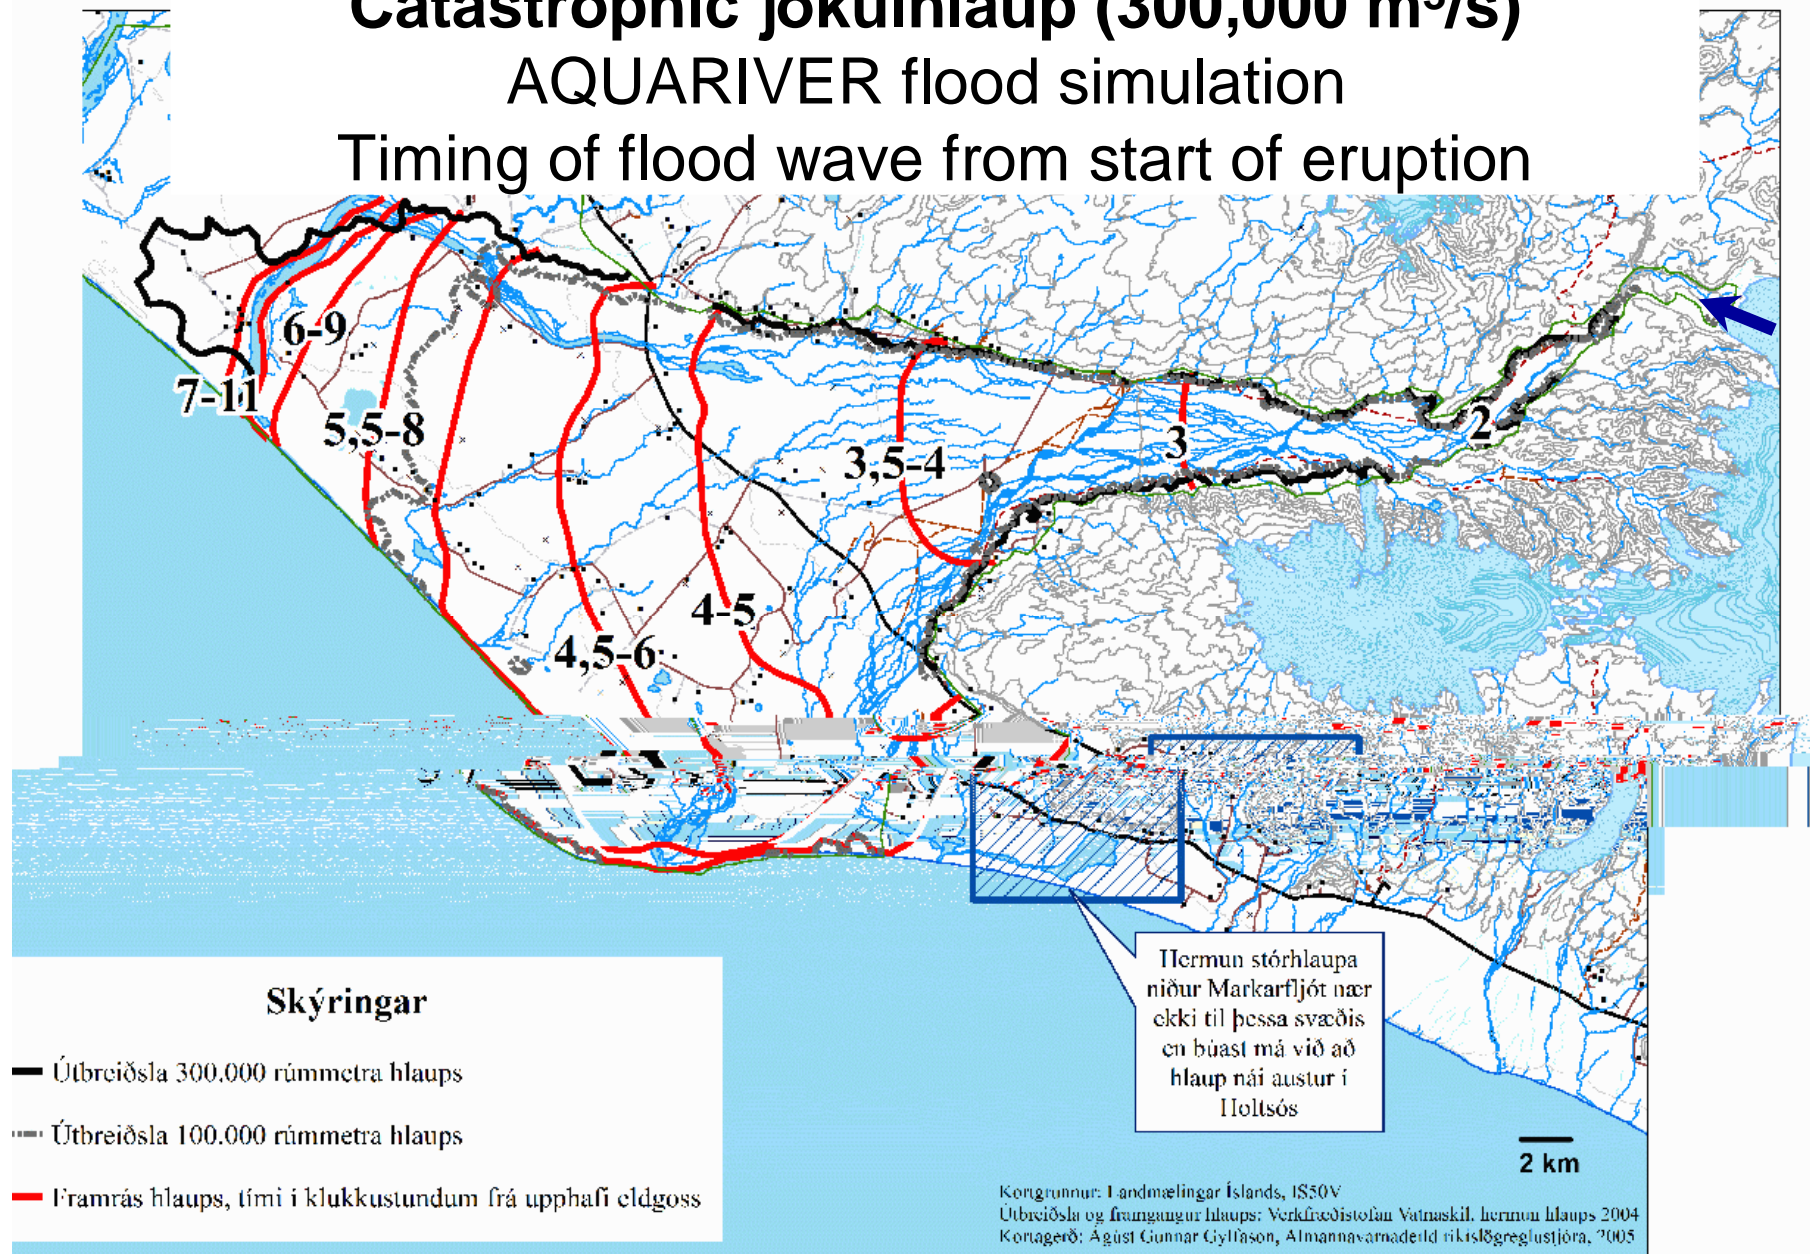 Catastrophic jökulhlaup (300,000 m³/s)
AQUARIVER flood simulation
Timing of flood wave from start of eruption
6-9
7-11
5,5-8
3,5-4
3
2
4-5
4,5-6
Hermun stórhlaupa
niður Markarfljót nær
ekki til þessa svæðis
en búast má við að
hlaup nái austur í
Holtsós
Skýringar
Útbreiðsla 300.000 rúmmetra hlaups
Útbreiðsla 100.000 rúmmetra hlaups
Framrás hlaups, tími í klukkustundum frá upphafi eldgoss
2 km
Kortgrunnur: Landmælingar Íslands, IS50V
Útbreiðsla og framgangur hlaups: Verkfræðistofan Vatnaskil, hermun hlaups 2004
Kortagerð: Ágúst Gunnar Gylfason, Almannavarnadeild ríkislögreglustjóra, 2005